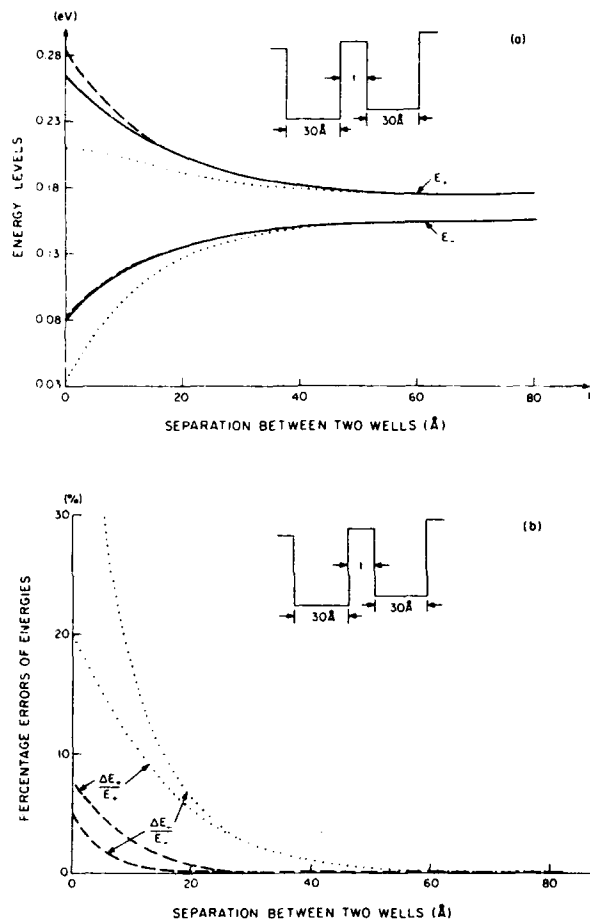 (eV)
0.28
0.23
0.18
0.13
0.08
0.03
ENERGY LEVELS
(a)
t
30Å
30Å
E+
E-
0
20
40
60
80
t
SEPARATION BETWEEN TWO WELLS (Å)
(%)
30
20
10
0
PERCENTAGE ERRORS OF ENERGIES
(b)
t
30Å
30Å
ΔE+
E+
ΔE-
E-
0
20
40
60
80
SEPARATION BETWEEN TWO WELLS (Å)